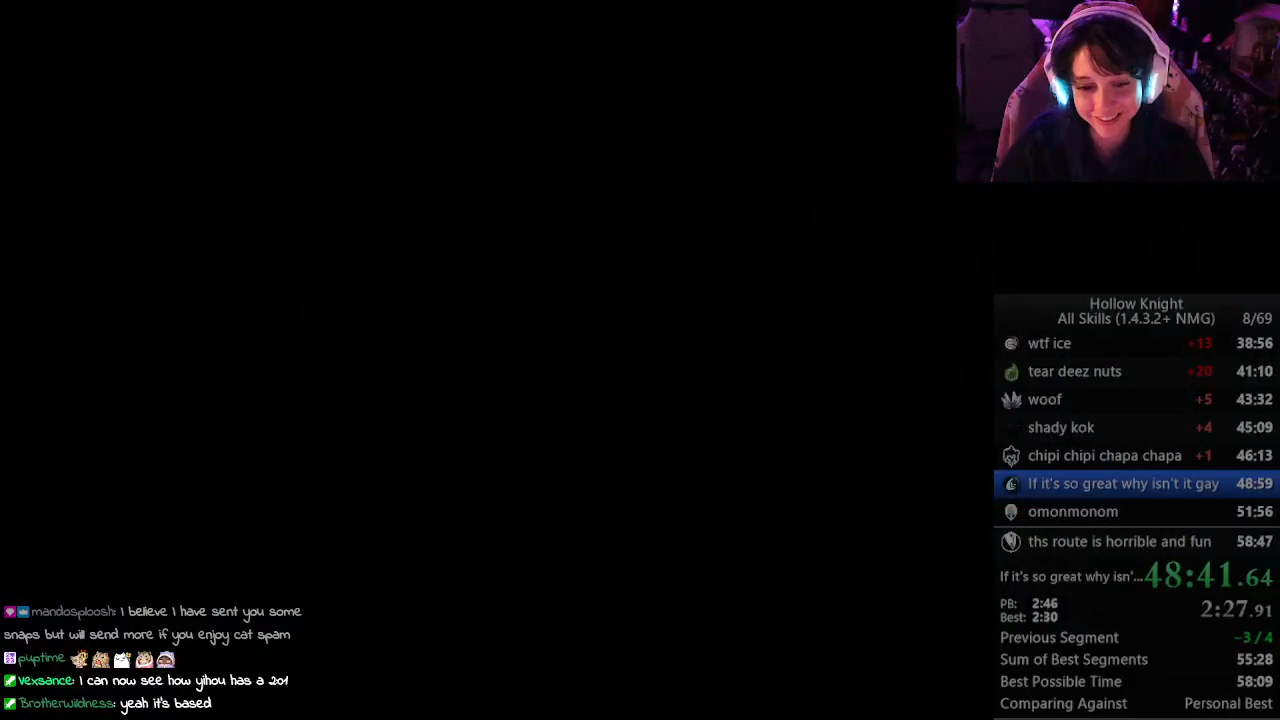 Hollow Knight
All Skills (1.4.3.2+ NMG) 8/69
wtf ice +13 38:56
tear deez nuts +20 41:10
woof +5 43:32
shady kok +4 45:09
chipi chipi chapa chapa +1 46:13
If it's so great why isn't it gay 48:59
omonmonom 51:56
ths route is horrible and fun 58:47
If it's so great why isn'... 48:41.64
PB: 2:46
Best: 2:30 2:27.91
Previous Segment -3 / 4
Sum of Best Segments 55:28
Best Possible Time 58:09
Comparing Against Personal Best
mandosploosh: I believe I have sent you some
snaps but will send more if you enjoy cat spam
puptime
Vexsance: I can now see how yihou has a 201
Brotherwildness: yeah it's based